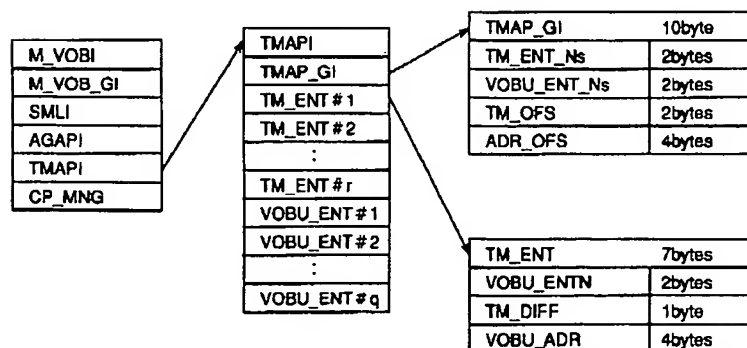 M_VOBI
M_VOB_GI
SMLI
AGAPI
TMAPI
CP_MNG
TMAPI
TMAP_GI
TM_ENT#1
TM_ENT#2
:
TM_ENT#r
VOBU_ENT#1
VOBU_ENT#2
:
VOBU_ENT#q
TMAP_GI 10byte
TM_ENT_Ns 2bytes
VOBU_ENT_Ns 2bytes
TM_OFS 2bytes
ADR_OFS 4bytes
TM_ENT 7bytes
VOBU_ENTN 2bytes
TM_DIFF 1byte
VOBU_ADR 4bytes